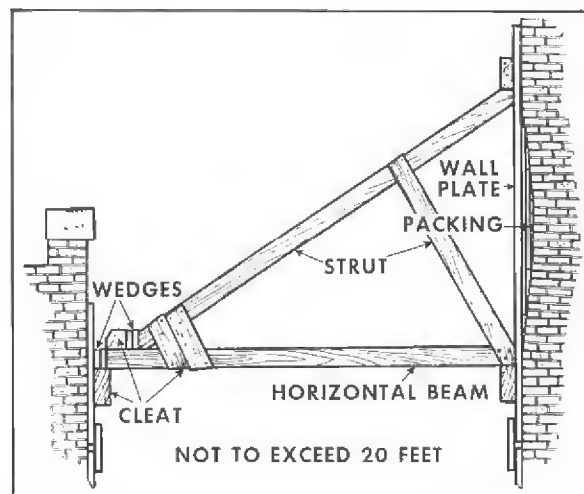 WALL
PLATE
PACKING
STRUT
WEDGES
CLEAT
HORIZONTAL BEAM
NOT TO EXCEED 20 FEET